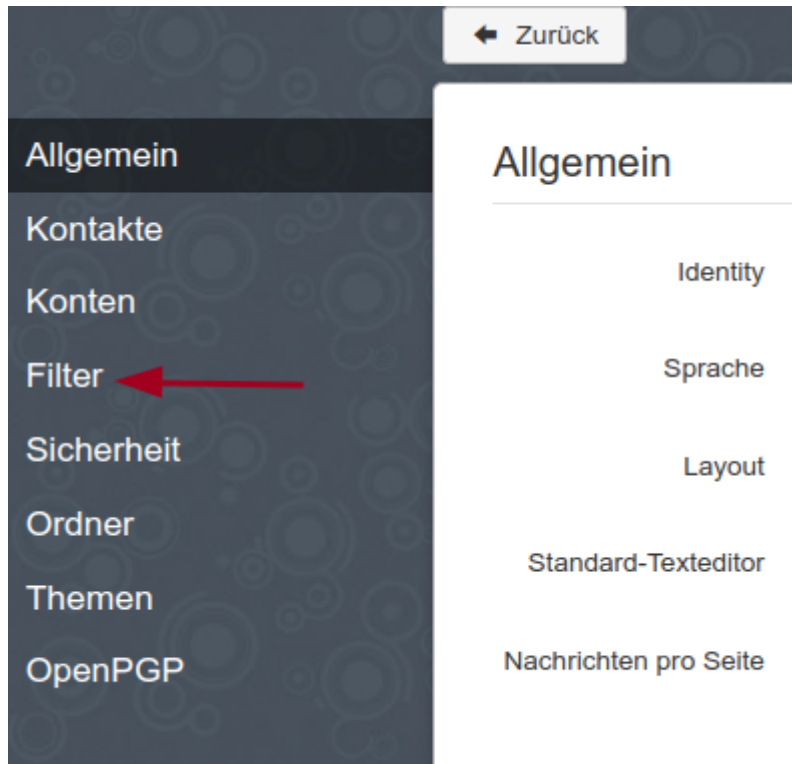 Zurück
Allgemein
Kontakte
Konten
Filter
Sicherheit
Ordner
Themen
OpenPGP
Allgemein
Identity
Sprache
Layout
Standard-Texteditor
Nachrichten pro Seite